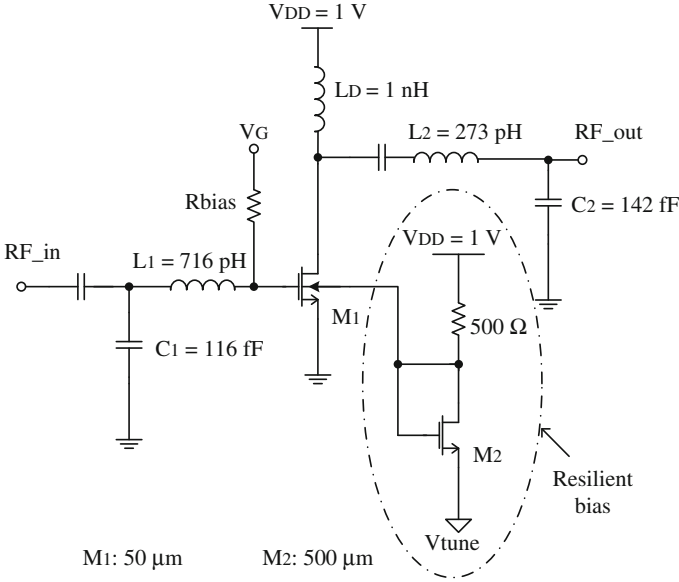 VDD = 1 V
LD = 1 nH
L2 = 273 pH
RF_out
VG
Rbias
C2 = 142 fF
VDD = 1 V
RF_in
L1 = 716 pH
M1
500 Ω
C1 = 116 fF
M2
Resilient
bias
Vtune
M1: 50 μm
M2: 500 μm